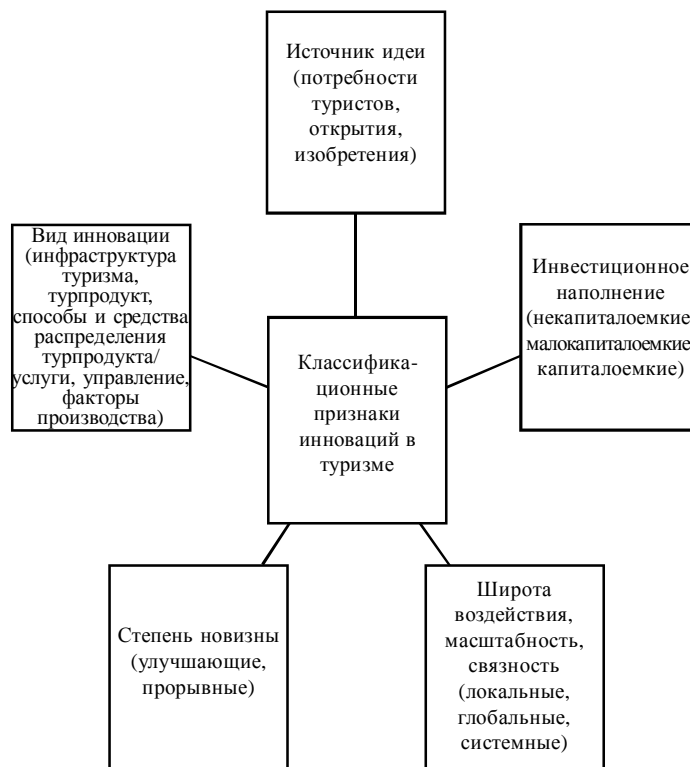 Источник идеи
(потребности
туристов,
открытия,
изобретения)
Вид инновации
(инфраструктура
туризма,
турпродукт,
способы и средства
распределения
турпродукта/
услуги, управление,
факторы
производства)
Инвестиционное
наполнение
(некапиталоемкие
малокапиталоемкие
капиталоемкие)
Классифика-
ционные
признаки
инноваций в
туризме
Степень новизны
(улучшающие,
прорывные)
Широта
воздействия,
масштабность,
связность
(локальные,
глобальные,
системные)